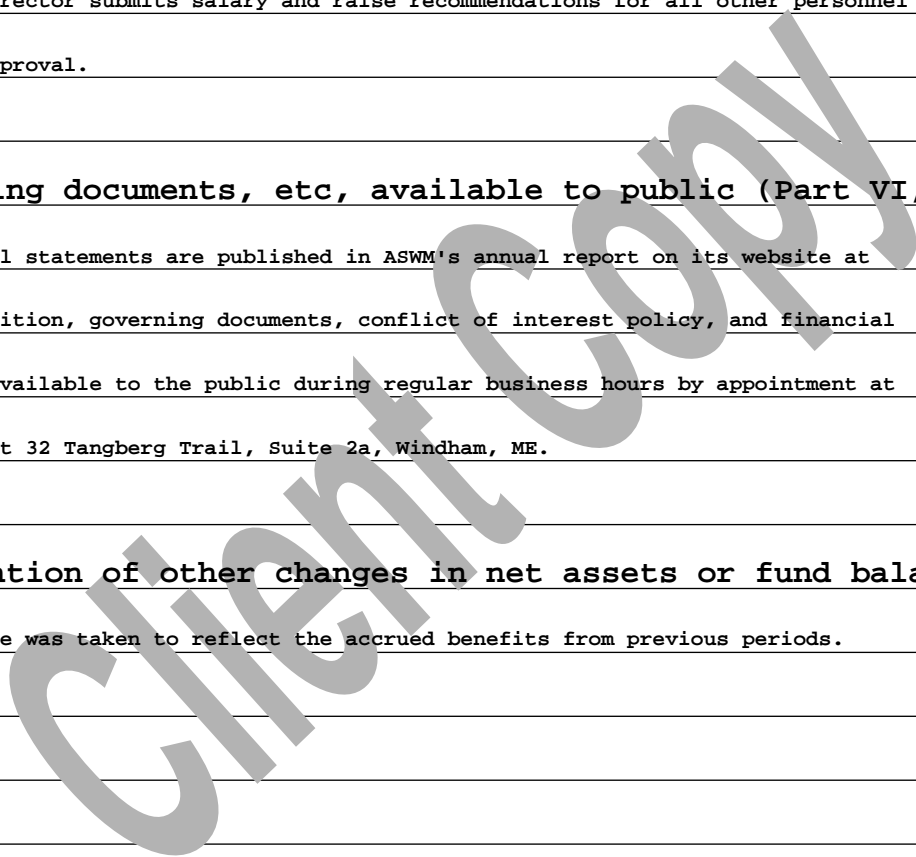 rector submits salary and raise recommendations for all other personnel
proval.
ing documents, etc, available to public (Part VI,
l statements are published in ASWM's annual report on its website at
ition, governing documents, conflict of interest policy, and financial
vailable to the public during regular business hours by appointment at
t 32 Tangberg Trail, Suite 2a, Windham, ME.
ation of other changes in net assets or fund bala
e was taken to reflect the accrued benefits from previous periods.
Client Copy